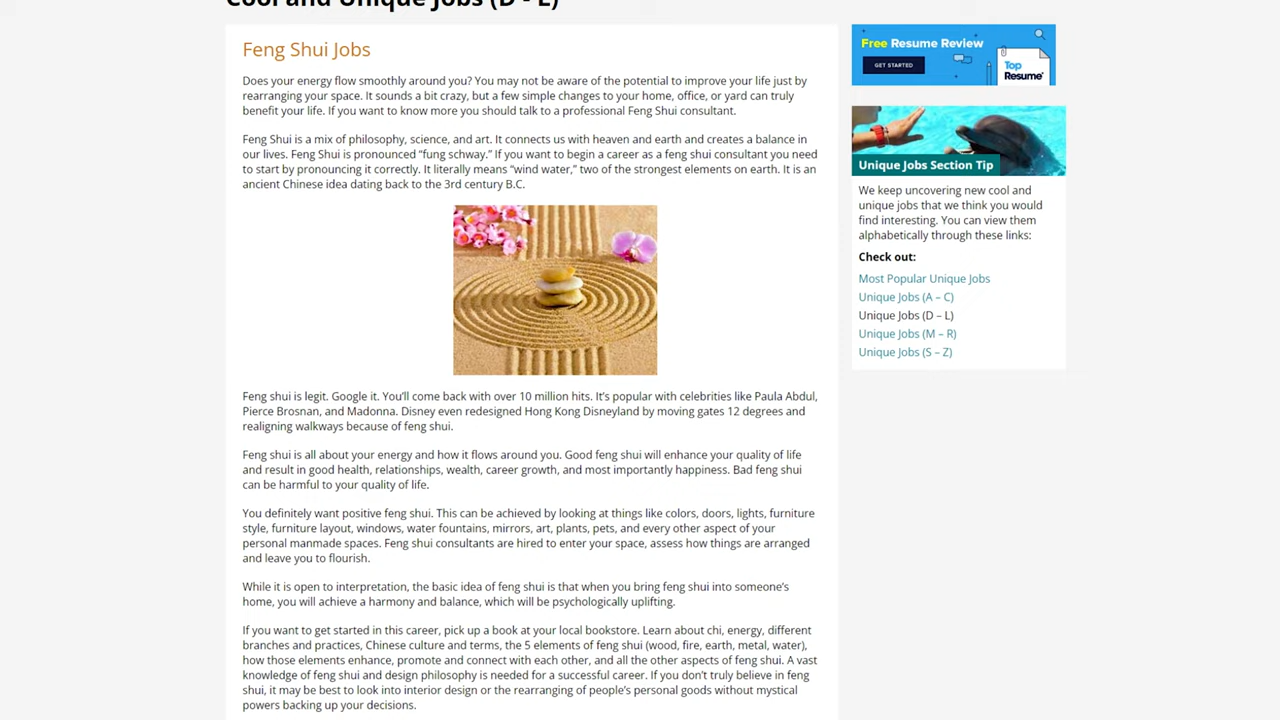 Cool and Unique Jobs (D - L)
Feng Shui Jobs
Does your energy flow smoothly around you? You may not be aware of the potential to improve your life just by
rearranging your space. It sounds a bit crazy, but a few simple changes to your home, office, or yard can truly
benefit your life. If you want to know more you should talk to a professional Feng Shui consultant.
Feng Shui is a mix of philosophy, science, and art. It connects us with heaven and earth and creates a balance in
our lives. Feng Shui is pronounced “fung schway.” If you want to begin a career as a feng shui consultant you need
to start by pronouncing it correctly. It literally means “wind water,” two of the strongest elements on earth. It is an
ancient Chinese idea dating back to the 3rd century B.C.
Feng shui is legit. Google it. You’ll come back with over 10 million hits. It’s popular with celebrities like Paula Abdul,
Pierce Brosnan, and Madonna. Disney even redesigned Hong Kong Disneyland by moving gates 12 degrees and
realigning walkways because of feng shui.
Feng shui is all about your energy and how it flows around you. Good feng shui will enhance your quality of life
and result in good health, relationships, wealth, career growth, and most importantly happiness. Bad feng shui
can be harmful to your quality of life.
You definitely want positive feng shui. This can be achieved by looking at things like colors, doors, lights, furniture
style, furniture layout, windows, water fountains, mirrors, art, plants, pets, and every other aspect of your
personal manmade spaces. Feng shui consultants are hired to enter your space, assess how things are arranged
and leave you to flourish.
While it is open to interpretation, the basic idea of feng shui is that when you bring feng shui into someone’s
home, you will achieve a harmony and balance, which will be psychologically uplifting.
If you want to get started in this career, pick up a book at your local bookstore. Learn about chi, energy, different
branches and practices, Chinese culture and terms, the 5 elements of feng shui (wood, fire, earth, metal, water),
how those elements enhance, promote and connect with each other, and all the other aspects of feng shui. A vast
knowledge of feng shui and design philosophy is needed for a successful career. If you don’t truly believe in feng
shui, it may be best to look into interior design or the rearranging of people’s personal goods without mystical
powers backing up your decisions.
Free Resume Review
GET STARTED
Top
Resume
Unique Jobs Section Tip
We keep uncovering new cool and
unique jobs that we think you would
find interesting. You can view them
alphabetically through these links:
Check out:
Most Popular Unique Jobs
Unique Jobs (A – C)
Unique Jobs (D – L)
Unique Jobs (M – R)
Unique Jobs (S – Z)